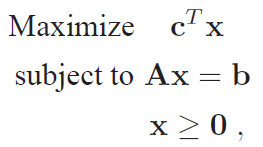 Maximize c^T x
subject to Ax = b
x ≥ 0 ,